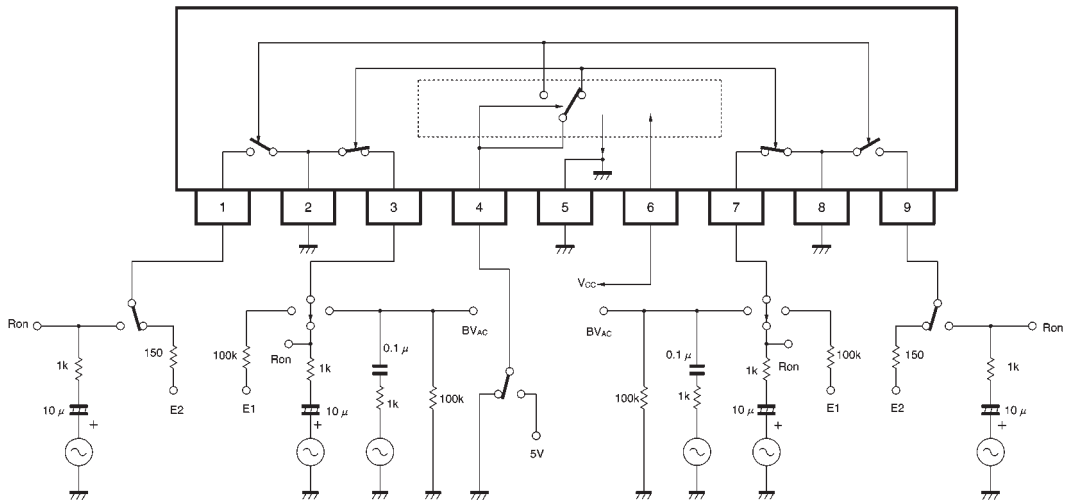 1 2 3 4 5 6 7 8 9
VCC
Ron 150 100k Ron 0.1 μ BVAC BVAC 0.1 μ 100k 150 Ron
1k 1k 1k 100k 100k 1k 1k Ron 1k
E2 E1 E1 E2
10 μ 10 μ 10 μ 10 μ
+ + + +
5V